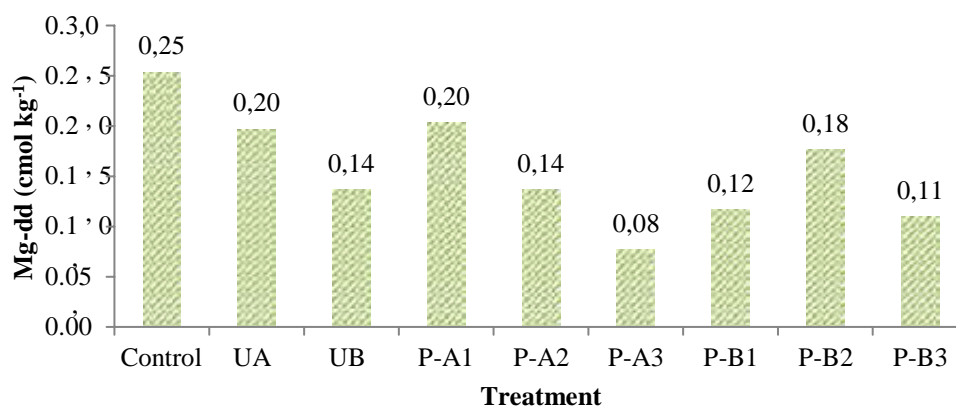 0.3,0
0,25
0.2 , 5
0,20
0,20
0.2 , 0
0,18
0,14
0,14
0.1 , 5
0,12
0,11
0.1 , 0
0,08
0.05
0.00
Mg-dd (cmol kg-1)
Control UA UB P-A1 P-A2 P-A3 P-B1 P-B2 P-B3
Treatment